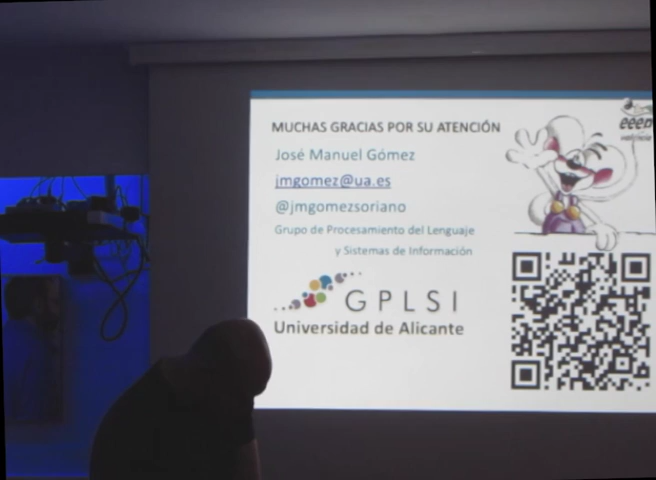 MUCHAS GRACIAS POR SU ATENCIÓN
José Manuel Gómez
jmgomez@ua.es
@jmgomezsoriano
Grupo de Procesamiento del Lenguaje
y Sistemas de Información
GPLSI
Universidad de Alicante
valencia